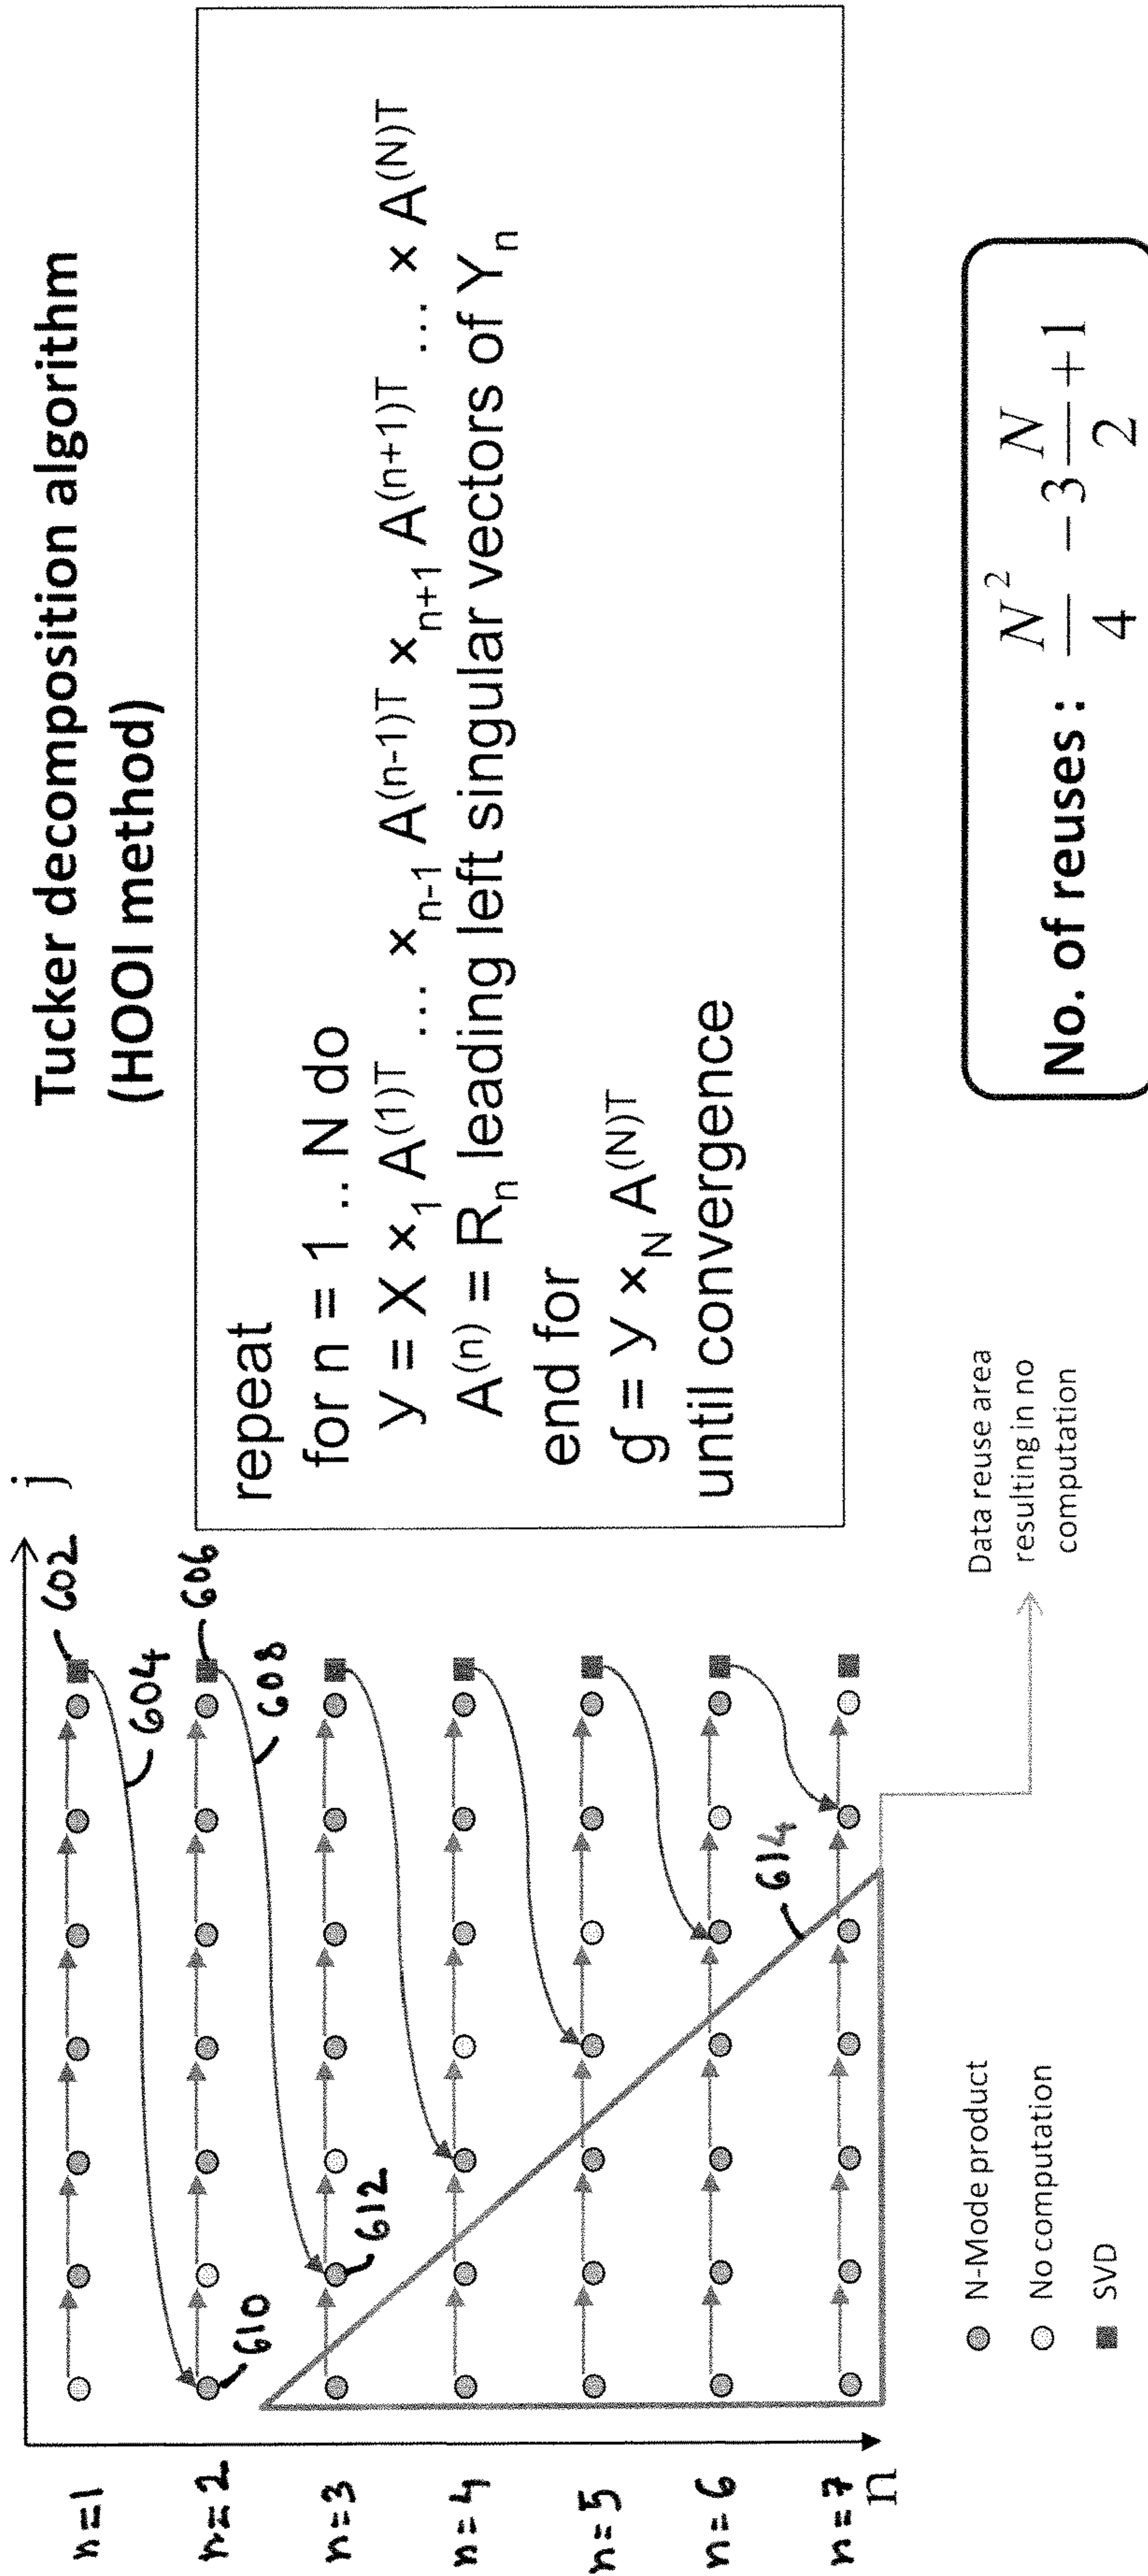 Tucker decomposition algorithm
(HOOI method)
j
602
604
606
608
610
612
614
n=1
n=2
n=3
n=4
n=5
n=6
n=7
n
repeat
for n = 1 .. N do
y = X ×₁ A⁽¹⁾ᵀ ... ×ₙ₋₁ A⁽ⁿ⁻¹⁾ᵀ ×ₙ₊₁ A⁽ⁿ⁺¹⁾ᵀ ... × A⁽ᴺ⁾ᵀ
A⁽ⁿ⁾ = Rₙ leading left singular vectors of Yₙ
end for
g = y ×_N A⁽ᴺ⁾ᵀ
until convergence
N-Mode product
No computation
SVD
Data reuse area
resulting in no
computation
No. of reuses : N²/4 − 3 N/2 + 1